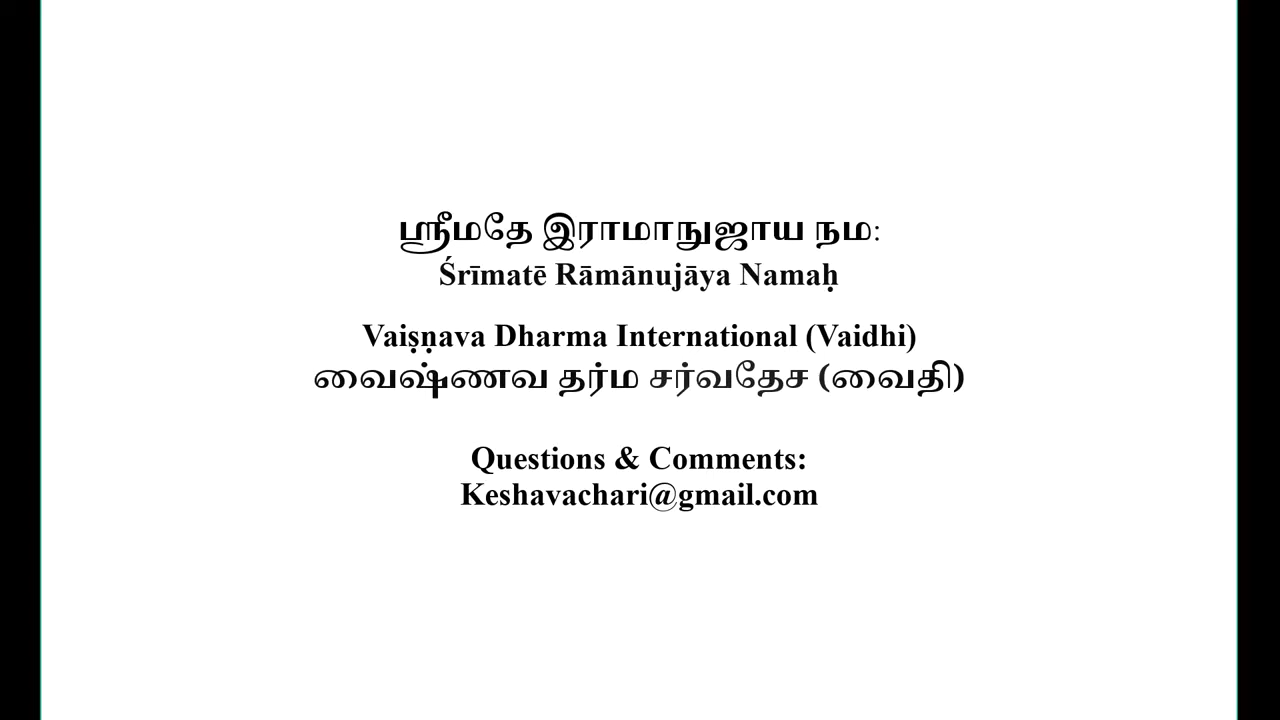 ஸ்ரீமதே இராமாநுஜாய நம:
Śrīmatē Rāmānujāya Namaḥ
Vaiṣṇava Dharma International (Vaidhi)
வைஷ்ணவ தர்ம சர்வதேச (வைதி)
Questions & Comments:
Keshavachari@gmail.com